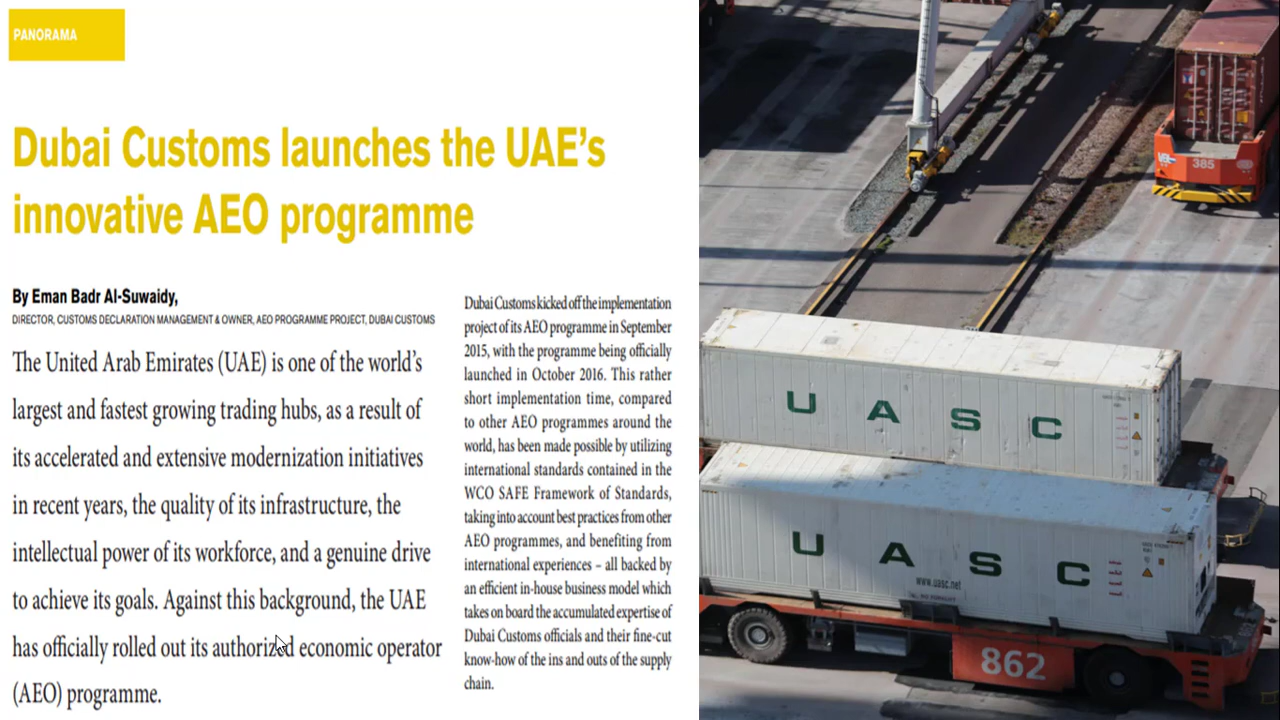 PANORAMA
Dubai Customs launches the UAE's
innovative AEO programme
By Eman Badr Al-Suwaidy,
DIRECTOR, CUSTOMS DECLARATION MANAGEMENT & OWNER, AEO PROGRAMME PROJECT, DUBAI CUSTOMS
The United Arab Emirates (UAE) is one of the world's
largest and fastest growing trading hubs, as a result of
its accelerated and extensive modernization initiatives
in recent years, the quality of its infrastructure, the
intellectual power of its workforce, and a genuine drive
to achieve its goals. Against this background, the UAE
has officially rolled out its authorized economic operator
(AEO) programme.
Dubai Customs kicked off the implementation
project of its AEO programme in September
2015, with the programme being officially
launched in October 2016. This rather
short implementation time, compared
to other AEO programmes around the
world, has been made possible by utilizing
international standards contained in the
WCO SAFE Framework of Standards,
taking into account best practices from other
AEO programmes, and benefiting from
international experiences – all backed by
an efficient in-house business model which
takes on board the accumulated expertise of
Dubai Customs officials and their fine-cut
know-how of the ins and outs of the supply
chain.
385
UASC
UASC
www.uasc.net
862